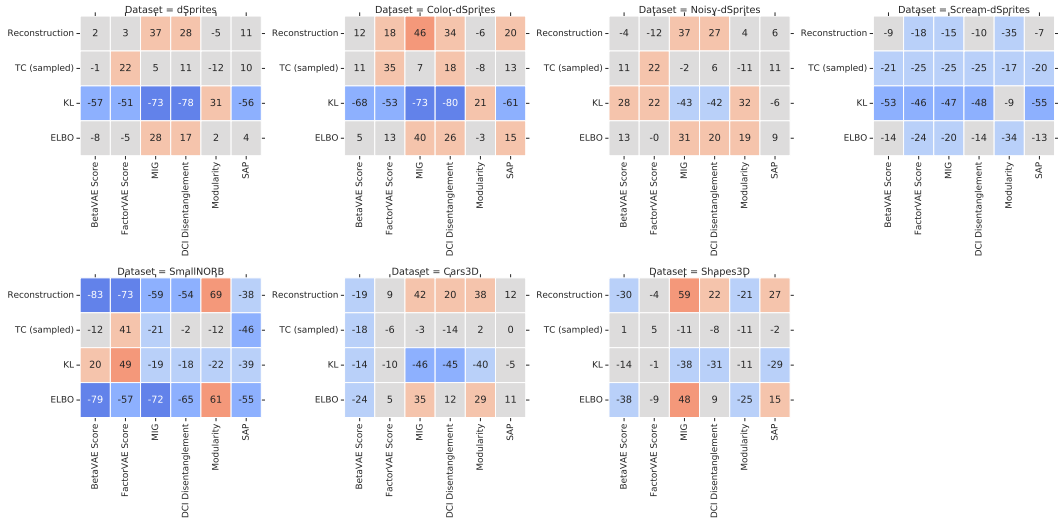 Dataset = dSprites
Reconstruction 2 3 37 28 -5 11
TC (sampled) -1 22 5 11 -12 10
KL -57 -51 -73 -78 31 -56
ELBO -8 -5 28 17 2 4
BetaVAE Score FactorVAE Score MIG DCI Disentanglement Modularity SAP
Dataset = Color-dSprites
12 18 46 34 -6 20
11 35 7 18 -8 13
-68 -53 -73 -80 21 -61
5 13 40 26 -3 15
BetaVAE Score FactorVAE Score MIG DCI Disentanglement Modularity SAP
Dataset = Noisy-dSprites
Reconstruction -4 -12 37 27 4 6
TC (sampled) 11 22 -2 6 -11 11
KL 28 22 -43 -42 32 -6
ELBO 13 -0 31 20 19 9
BetaVAE Score FactorVAE Score MIG DCI Disentanglement Modularity SAP
Dataset = Scream-dSprites
Reconstruction -9 -18 -15 -10 -35 -7
TC (sampled) -21 -25 -25 -25 -17 -20
KL -53 -46 -47 -48 -9 -55
ELBO -14 -24 -20 -14 -34 -13
BetaVAE Score FactorVAE Score MIG DCI Disentanglement Modularity SAP
Dataset = SmallNORB
Reconstruction -83 -73 -59 -54 69 -38
TC (sampled) -12 41 -21 -2 -12 -46
KL 20 49 -19 -18 -22 -39
ELBO -79 -57 -72 -65 61 -55
BetaVAE Score FactorVAE Score MIG DCI Disentanglement Modularity SAP
Dataset = Cars3D
Reconstruction -19 9 42 20 38 12
TC (sampled) -18 -6 -3 -14 2 0
KL -14 -10 -46 -45 -40 -5
ELBO -24 5 35 12 29 11
BetaVAE Score FactorVAE Score MIG DCI Disentanglement Modularity SAP
Dataset = Shapes3D
Reconstruction -30 -4 59 22 -21 27
TC (sampled) 1 5 -11 -8 -11 -2
KL -14 -1 -38 -31 -11 -29
ELBO -38 -9 48 9 -25 15
BetaVAE Score FactorVAE Score MIG DCI Disentanglement Modularity SAP